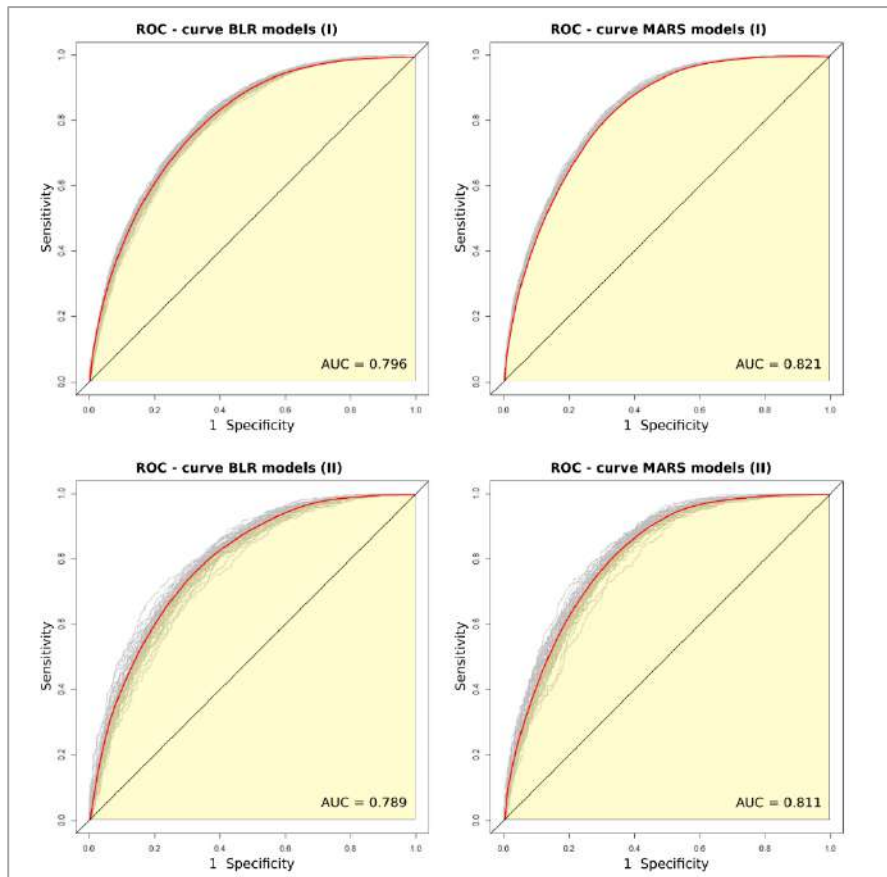 ROC - curve BLR models (I)
1.0
0.8
0.6
0.4
0.2
0.0
Sensitivity
AUC = 0.796
0.0 0.2 0.4 0.6 0.8 1.0
1 Specificity
ROC - curve MARS models (I)
1.0
0.8
0.6
0.4
0.2
0.0
Sensitivity
AUC = 0.821
0.0 0.2 0.4 0.6 0.8 1.0
1 Specificity
ROC - curve BLR models (II)
1.0
0.8
0.6
0.4
0.2
0.0
Sensitivity
AUC = 0.789
0.0 0.2 0.4 0.6 0.8 1.0
1 Specificity
ROC - curve MARS models (II)
1.0
0.8
0.6
0.4
0.2
0.0
Sensitivity
AUC = 0.811
0.0 0.2 0.4 0.6 0.8 1.0
1 Specificity